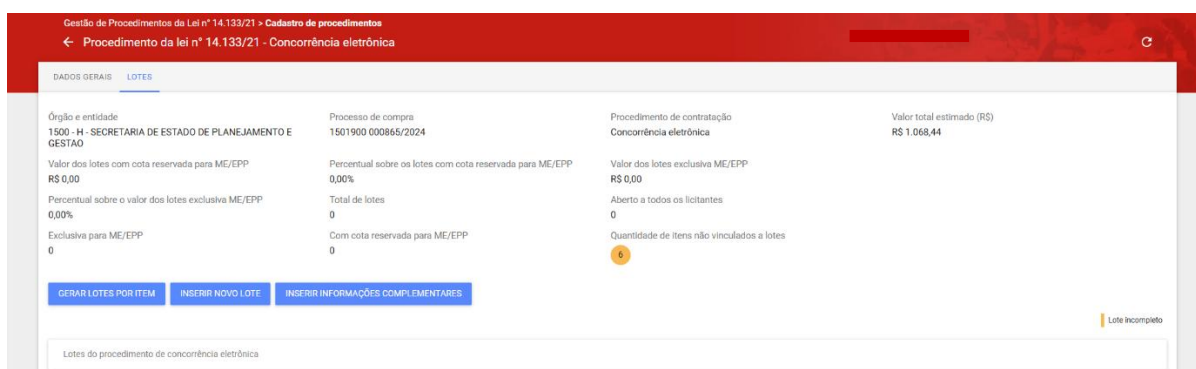 Gestão de Procedimentos da Lei nº 14.133/21 > Cadastro de procedimentos
← Procedimento da lei nº 14.133/21 - Concorrência eletrônica
DADOS GERAIS LOTES
Órgão e entidade Processo de compra Procedimento de contratação Valor total estimado (R$)
1500 - H - SECRETARIA DE ESTADO DE PLANEJAMENTO E 1501900 000865/2024 Concorrência eletrônica R$ 1.068,44
GESTAO
Valor dos lotes com cota reservada para ME/EPP Percentual sobre os lotes com cota reservada para ME/EPP Valor dos lotes exclusiva ME/EPP
R$ 0,00 0,00% R$ 0,00
Percentual sobre o valor dos lotes exclusiva ME/EPP Total de lotes Aberto a todos os licitantes
0,00% 0 0
Exclusiva para ME/EPP Com cota reservada para ME/EPP Quantidade de itens não vinculados a lotes
0 0 6
GERAR LOTES POR ITEM INSERIR NOVO LOTE INSERIR INFORMAÇÕES COMPLEMENTARES
Lote incompleto
Lotes do procedimento de concorrência eletrônica